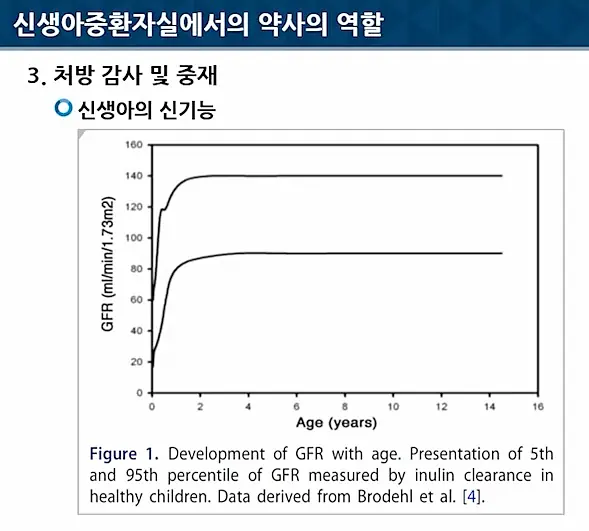 신생아중환자실에서의 약사의 역할
3. 처방 감사 및 중재
신생아의 신기능
160
140
120
100
80
60
40
20
0
GFR (ml/min/1.73m2)
0 2 4 6 8 10 12 14 16
Age (years)
Figure 1. Development of GFR with age. Presentation of 5th
and 95th percentile of GFR measured by inulin clearance in
healthy children. Data derived from Brodehl et al. [4].